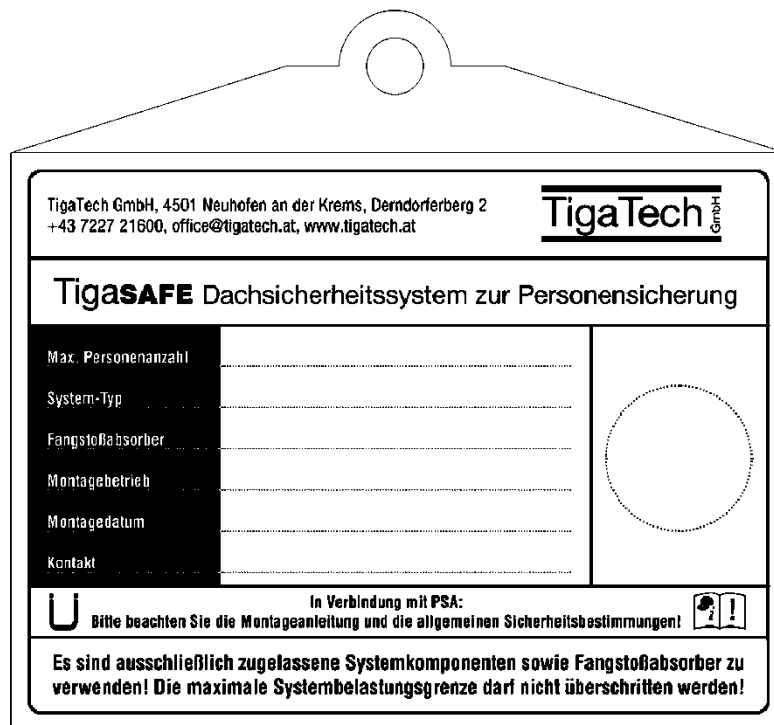 TigaTech GmbH, 4501 Neuhofen an der Krems, Derndorferberg 2
+43 7227 21600, office@tigatech.at, www.tigatech.at
TigaTech GmbH
TigaSAFE Dachsicherheitssystem zur Personensicherung
Max. Personenanzahl
System-Typ
Fangstoßabsorber
Montagebetrieb
Montagedatum
Kontakt
Ü
In Verbindung mit PSA:
Bitte beachten Sie die Montageanleitung und die allgemeinen Sicherheitsbestimmungen!
i !
Es sind ausschließlich zugelassene Systemkomponenten sowie Fangstoßabsorber zu
verwenden! Die maximale Systembelastungsgrenze darf nicht überschritten werden!